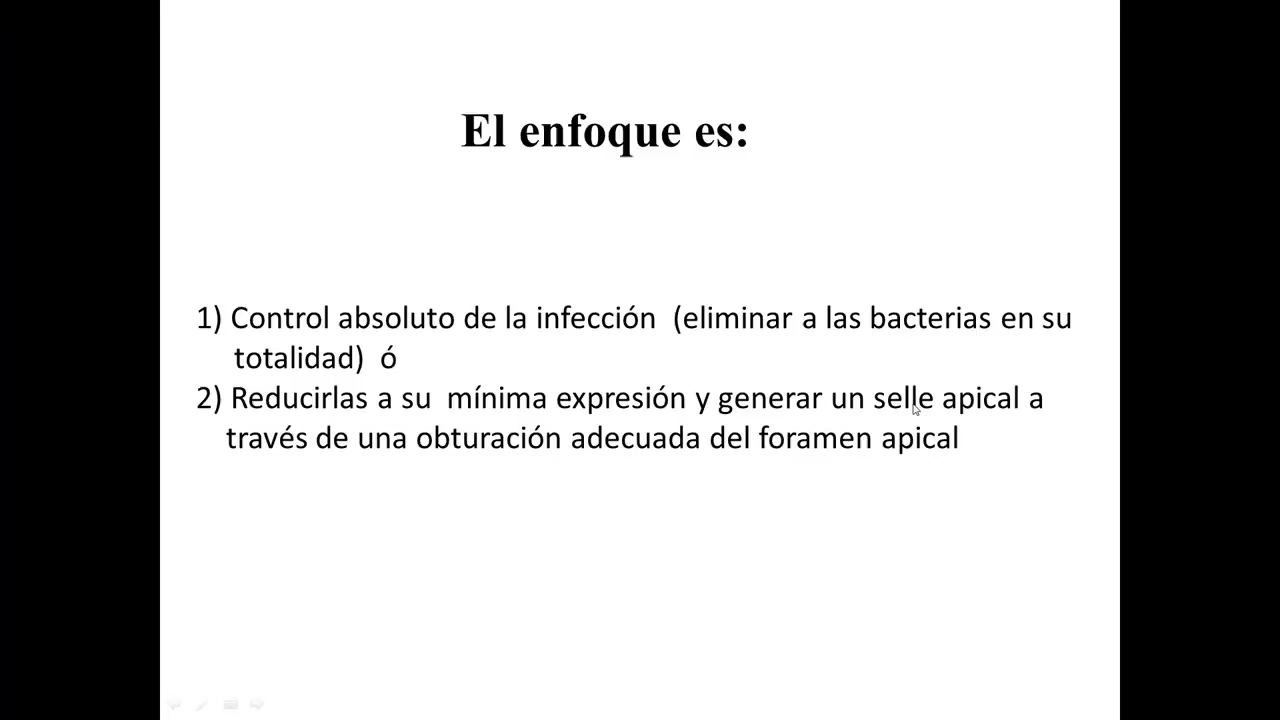 El enfoque es:
1) Control absoluto de la infección (eliminar a las bacterias en su
totalidad) ó
2) Reducirlas a su mínima expresión y generar un selle apical a
través de una obturación adecuada del foramen apical